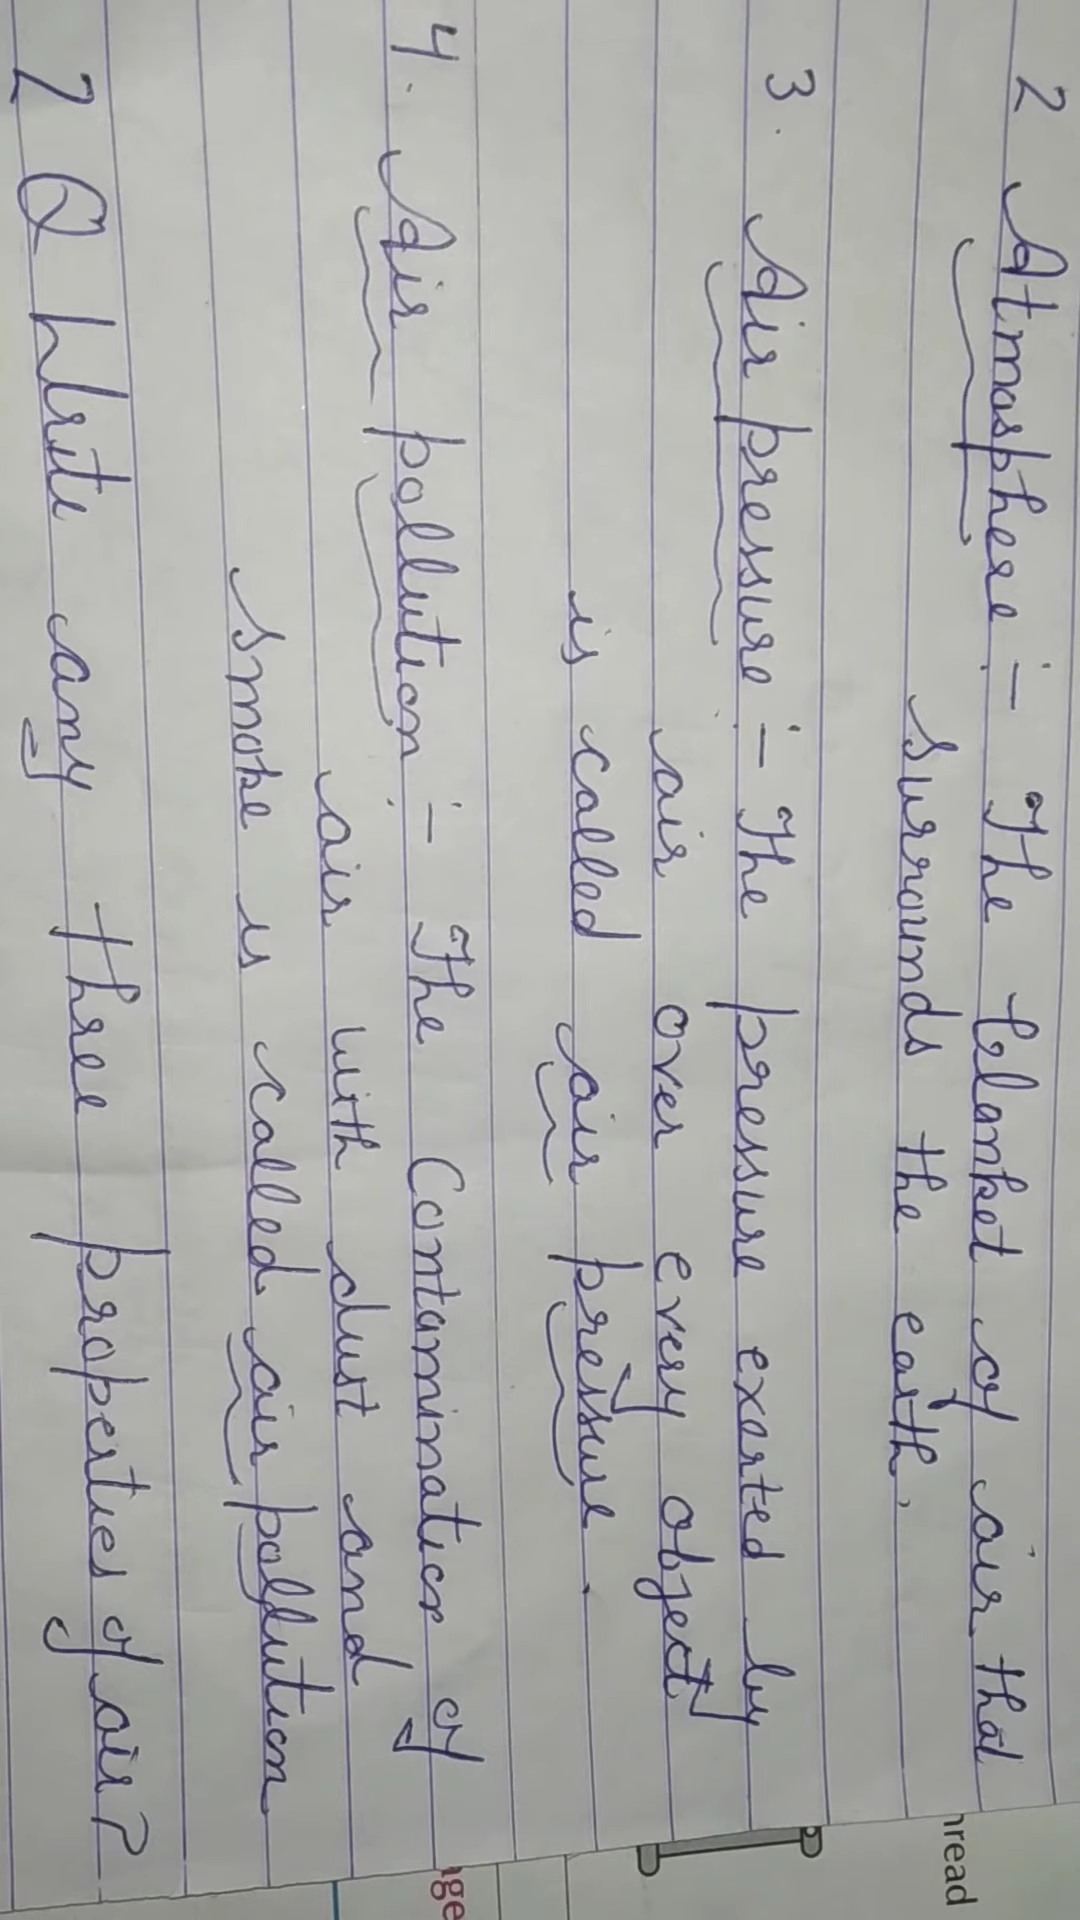 2 Atmosphere :- The blanket of air that
surrounds the earth.
3. Air pressure :- The pressure exerted by
air over every object
is called air pressure.
4. Air pollution :- The Contamination of
air with dust and
smoke is called air pollution
2 Q Write any three properties of air?
hread
age